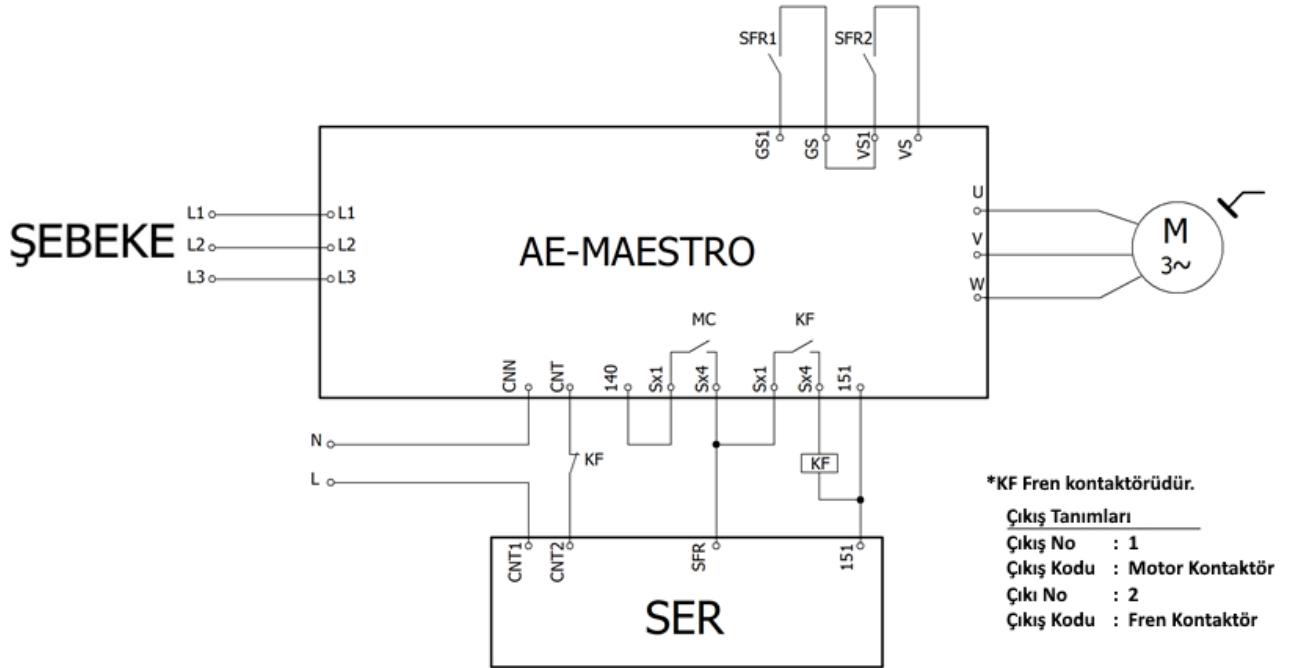 SFR1
SFR2
GS1
GS
VS1
VS
ŞEBEKE
L1
L1
L2
L2
L3
L3
AE-MAESTRO
U
V
W
M
3~
MC
KF
CNN
CNT
140
Sx1
Sx4
Sx1
Sx4
151
N
L
KF
KF
CNT1
CNT2
SFR
151
SER
*KF Fren kontaktörüdür.
Çıkış Tanımları
Çıkış No : 1
Çıkış Kodu : Motor Kontaktör
Çıkı No : 2
Çıkış Kodu : Fren Kontaktör